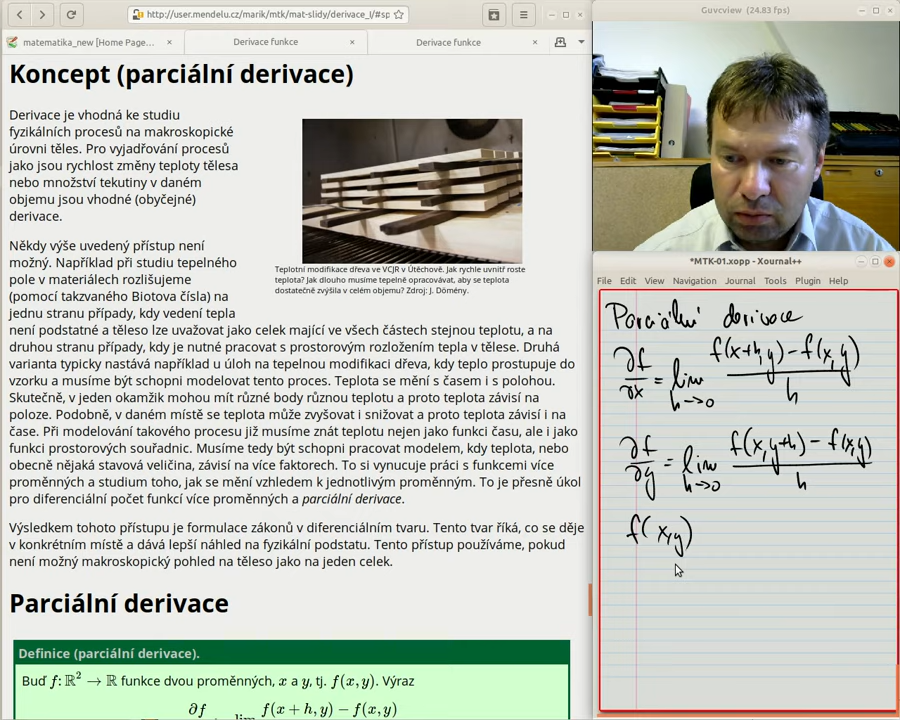 http://user.mendelu.cz/marik/mtk/mat-slidy/derivace_I/#sp
matematika_new [Home Page... Derivace funkce Derivace funkce
Koncept (parciální derivace)
Derivace je vhodná ke studiu
fyzikálních procesů na makroskopické
úrovni těles. Pro vyjadřování procesů
jako jsou rychlost změny teploty tělesa
nebo množství tekutiny v daném
objemu jsou vhodné (obyčejné)
derivace.
Teplotní modifikace dřeva ve VCJR v Útěchově. Jak rychle uvnitř roste
teplota? Jak dlouho musíme tepelně opracovávat, aby se teplota
dostatečně zvýšila v celém objemu? Zdroj: J. Dömény.
Někdy výše uvedený přístup není
možný. Například při studiu tepelného
pole v materiálech rozlišujeme
(pomocí takzvaného Biotova čísla) na
jednu stranu případy, kdy vedení tepla
není podstatné a těleso lze uvažovat jako celek mající ve všech částech stejnou teplotu, a na
druhou stranu případy, kdy je nutné pracovat s prostorovým rozložením tepla v tělese. Druhá
varianta typicky nastává například u úloh na tepelnou modifikaci dřeva, kdy teplo prostupuje do
vzorku a musíme být schopni modelovat tento proces. Teplota se mění s časem i s polohou.
Skutečně, v jeden okamžik mohou mít různé body různou teplotu a proto teplota závisí na
poloze. Podobně, v daném místě se teplota může zvyšovat i snižovat a proto teplota závisí i na
čase. Při modelování takového procesu již musíme znát teplotu nejen jako funkci času, ale i jako
funkci prostorových souřadnic. Musíme tedy být schopni pracovat modelem, kdy teplota, nebo
obecně nějaká stavová veličina, závisí na více faktorech. To si vynucuje práci s funkcemi více
proměnných a studium toho, jak se mění vzhledem k jednotlivým proměnným. To je přesně úkol
pro diferenciální počet funkcí více proměnných a parciální derivace.
Výsledkem tohoto přístupu je formulace zákonů v diferenciálním tvaru. Tento tvar říká, co se děje
v konkrétním místě a dává lepší náhled na fyzikální podstatu. Tento přístup používáme, pokud
není možný makroskopický pohled na těleso jako na jeden celek.
Parciální derivace
Definice (parciální derivace).
Buď f: ℝ² → ℝ funkce dvou proměnných, x a y, tj. f(x, y). Výraz
∂f f(x + h, y) − f(x, y)
Guvcview (24.83 fps)
*MTK-01.xopp - Xournal++
File Edit View Navigation Journal Tools Plugin Help
Parciální derivace
∂f/∂x = lim h→0 (f(x+h,y) − f(x,y))/h
∂f/∂y = lim h→0 (f(x,y+h) − f(x,y))/h
f(x,y)